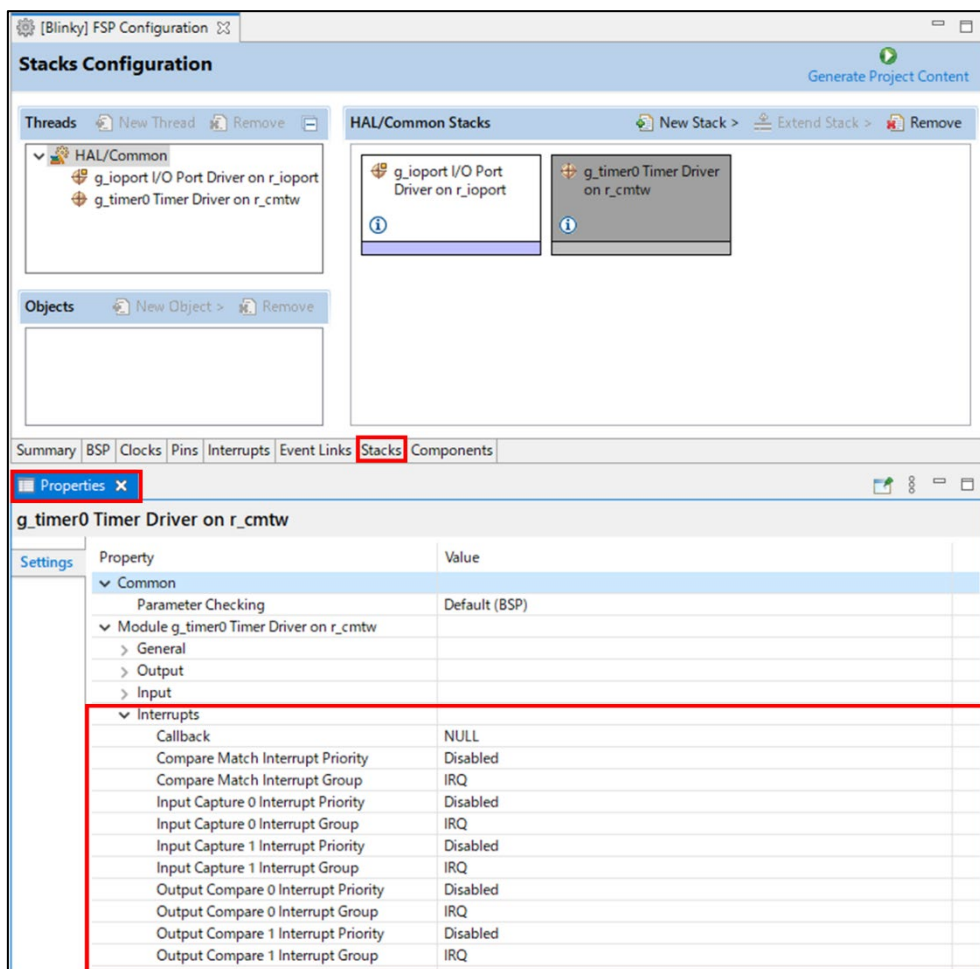 [Blinky] FSP Configuration
Stacks Configuration
Generate Project Content
Threads New Thread Remove
HAL/Common
g_ioport I/O Port Driver on r_ioport
g_timer0 Timer Driver on r_cmtw
Objects New Object > Remove
HAL/Common Stacks New Stack > Extend Stack > Remove
g_ioport I/O Port
Driver on r_ioport
g_timer0 Timer Driver
on r_cmtw
Summary BSP Clocks Pins Interrupts Event Links Stacks Components
Properties
g_timer0 Timer Driver on r_cmtw
Settings
Property Value
Common
Parameter Checking Default (BSP)
Module g_timer0 Timer Driver on r_cmtw
General
Output
Input
Interrupts
Callback NULL
Compare Match Interrupt Priority Disabled
Compare Match Interrupt Group IRQ
Input Capture 0 Interrupt Priority Disabled
Input Capture 0 Interrupt Group IRQ
Input Capture 1 Interrupt Priority Disabled
Input Capture 1 Interrupt Group IRQ
Output Compare 0 Interrupt Priority Disabled
Output Compare 0 Interrupt Group IRQ
Output Compare 1 Interrupt Priority Disabled
Output Compare 1 Interrupt Group IRQ